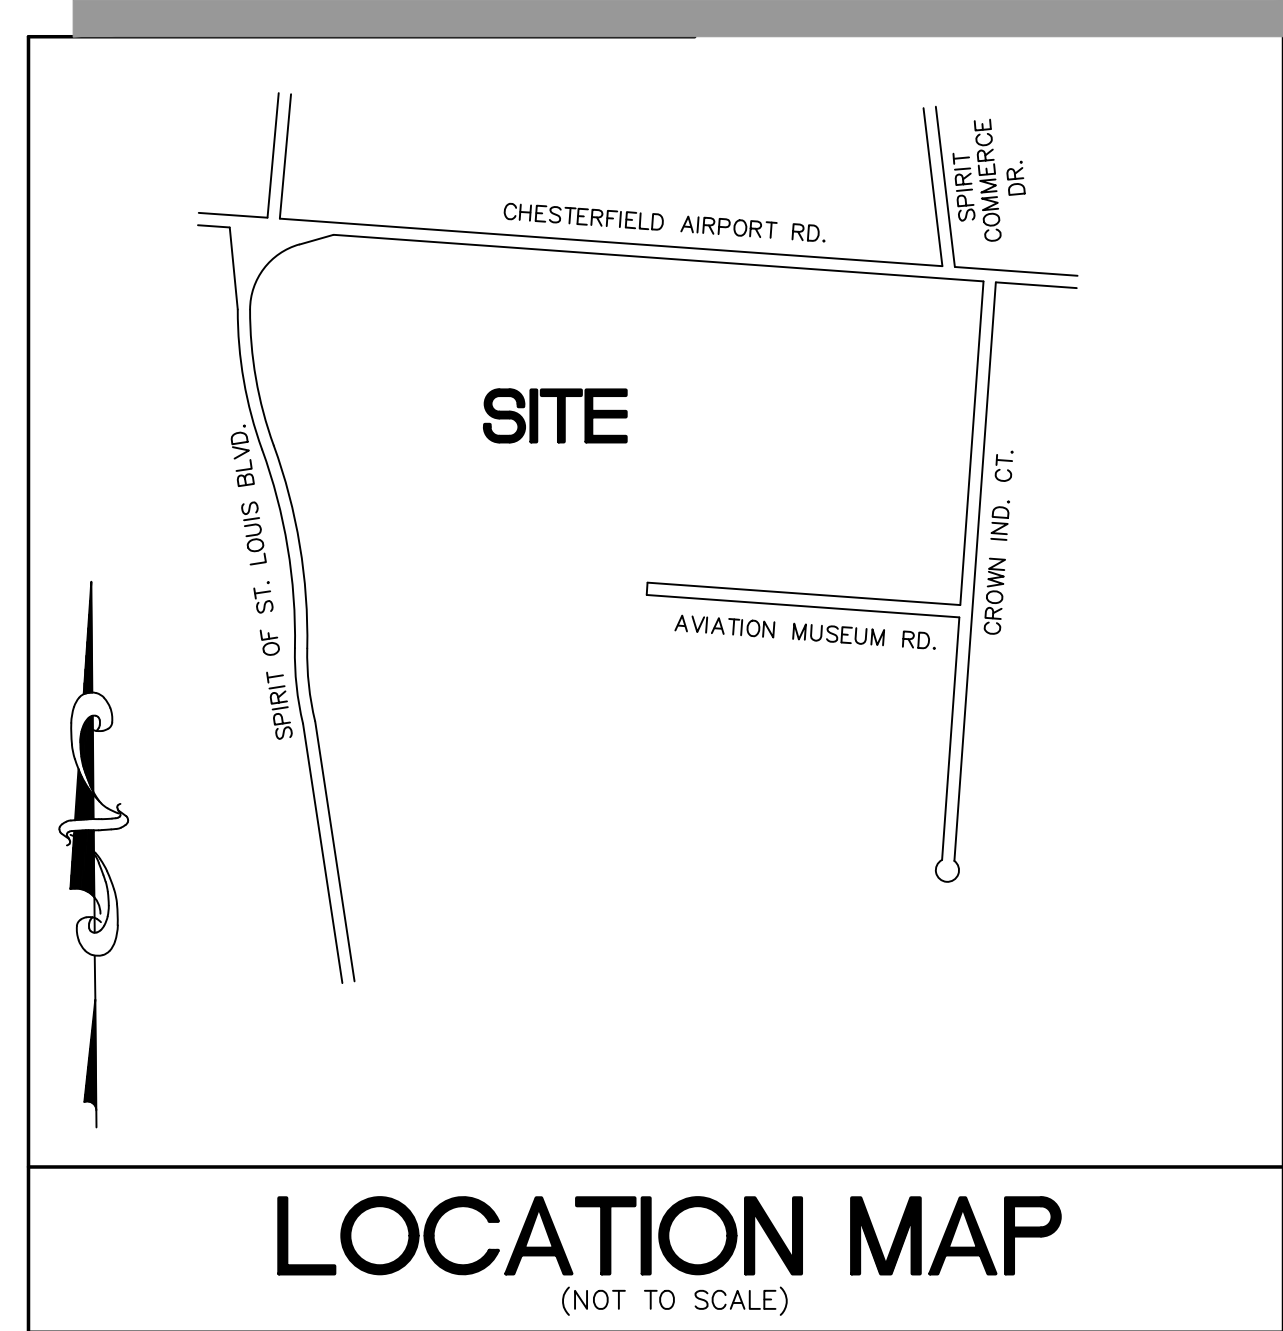 SPIRIT
COMMERCE
DR.
CHESTERFIELD AIRPORT RD.
SITE
SPIRIT OF ST. LOUIS BLVD.
CROWN IND. CT.
AVIATION MUSEUM RD.
LOCATION MAP
(NOT TO SCALE)